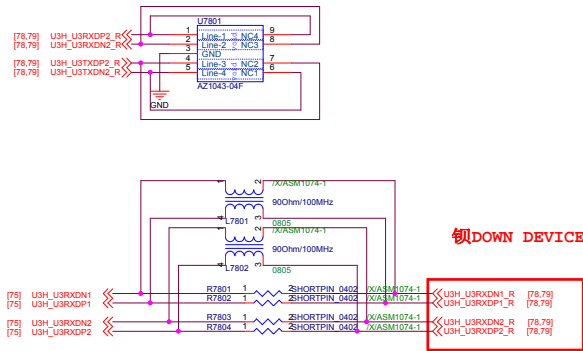 U7801
[78,79] U3H_U3RXDP2_R 1 Line-1 NC4 9
[78,79] U3H_U3RXDN2_R 2 Line-2 NC3 8
3 GND
[78,79] U3H_U3TXDP2_R 4 Line-3 NC2 7
[78,79] U3H_U3TXDN2_R 5 Line-4 NC1 6
AZ1043-04F
GND
1 2 /X/ASM1074-1
90Ohm/100MHz
4 L7801 3 0805
1 2 /X/ASM1074-1
90Ohm/100MHz
4 L7802 3 0805
钡DOWN DEVICE
[75] U3H_U3RXDN1 R7801 1 2 SHORTPIN_0402 /X/ASM1074-1 U3H_U3RXDN1_R [78,79]
[75] U3H_U3RXDP1 R7802 1 2 SHORTPIN_0402 /X/ASM1074-1 U3H_U3RXDP1_R [78,79]
[75] U3H_U3RXDN2 R7803 1 2 SHORTPIN_0402 /X/ASM1074-1 U3H_U3RXDN2_R [78,79]
[75] U3H_U3RXDP2 R7804 1 2 SHORTPIN_0402 /X/ASM1074-1 U3H_U3RXDP2_R [78,79]